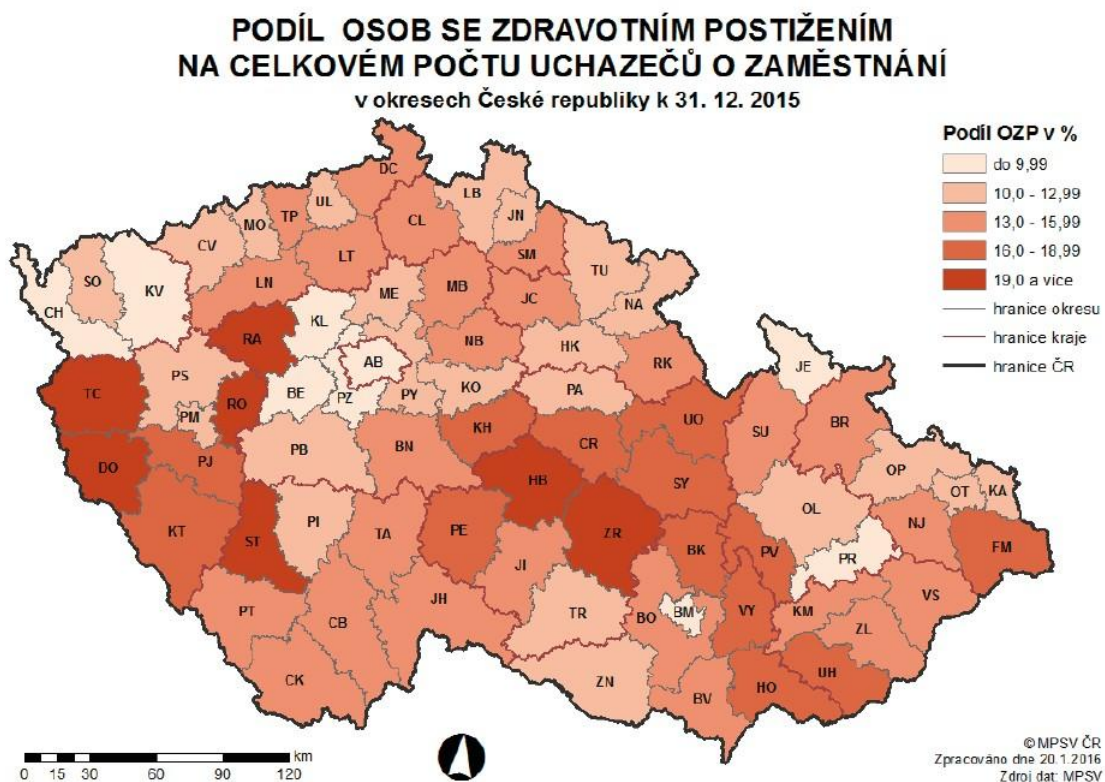 PODÍL OSOB SE ZDRAVOTNÍM POSTIŽENÍM
NA CELKOVÉM POČTU UCHAZEČŮ O ZAMĚSTNÁNÍ
v okresech České republiky k 31. 12. 2015
Podíl OZP v %
do 9,99
10,0 - 12,99
13,0 - 15,99
16,0 - 18,99
19,0 a více
hranice okresu
hranice kraje
hranice ČR
DC
LB
UL
JN
MO
TP
CL
CV
SM
LT
TU
SO
KV
LN
ME
MB
JC
NA
CH
KL
RA
NB
HK
RK
AB
JE
PS
BE
PZ
PY
KO
PA
TC
RO
PM
KH
CR
UO
SU
BR
PJ
PB
BN
DO
HB
SY
OP
OT
KA
OL
KT
ST
PI
TA
PE
ZR
BK
PV
NJ
FM
PR
JI
PT
CB
JH
TR
BO
BM
VY
KM
VS
ZL
CK
ZN
BV
HO
UH
km
0 15 30 60 90 120
©MPSV ČR
Zpracováno dne 20.1.2016
Zdroj dat: MPSV